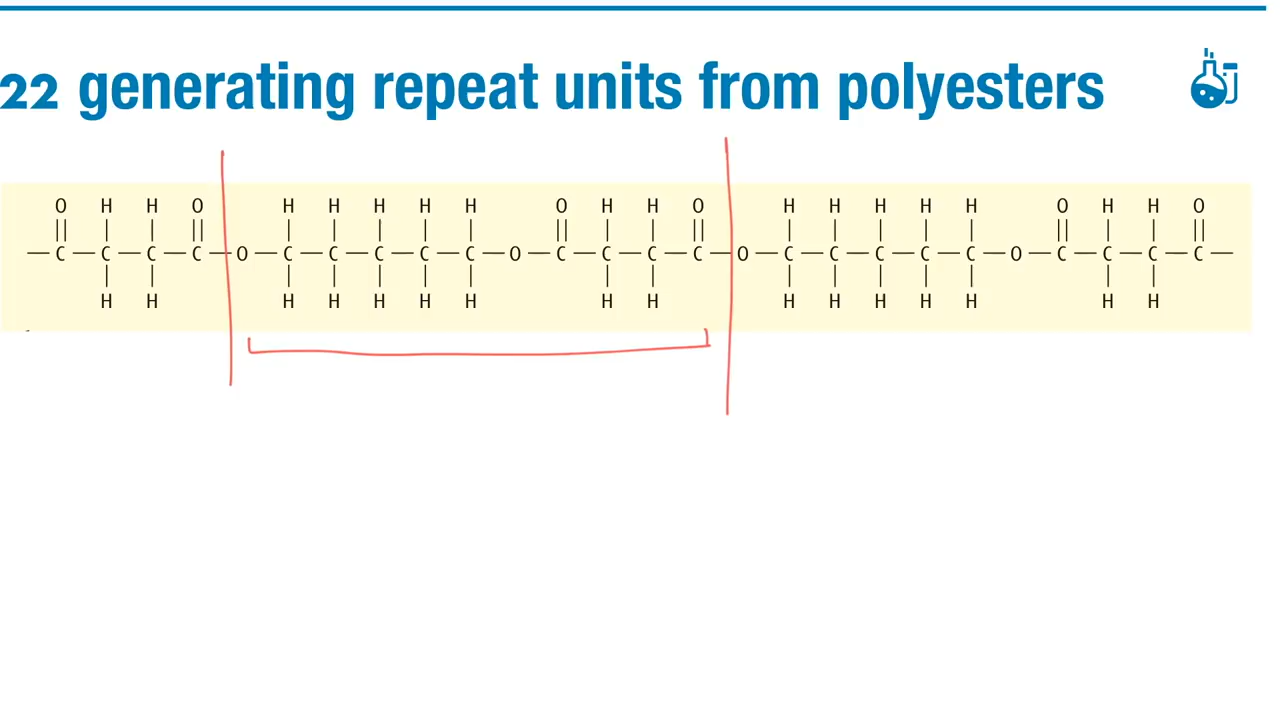 22 generating repeat units from polyesters
O H H O H H H H H O H H O H H H H H O H H O
— C — C — C — C — O — C — C — C — C — C — O — C — C — C — C — O — C — C — C — C — C — O — C — C — C — C —
H H H H H H H H H H H H H H H H